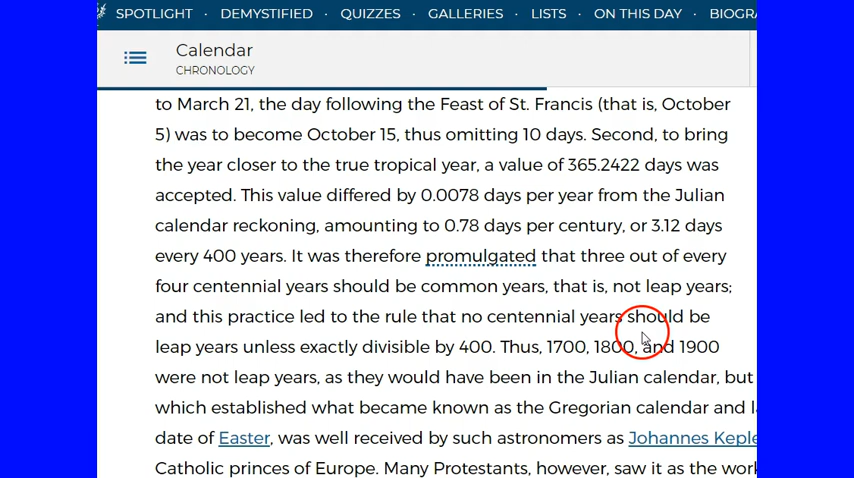 SPOTLIGHT · DEMYSTIFIED · QUIZZES · GALLERIES · LISTS · ON THIS DAY ·
Calendar
CHRONOLOGY
to March 21, the day following the Feast of St. Francis (that is, October
5) was to become October 15, thus omitting 10 days. Second, to bring
the year closer to the true tropical year, a value of 365.2422 days was
accepted. This value differed by 0.0078 days per year from the Julian
calendar reckoning, amounting to 0.78 days per century, or 3.12 days
every 400 years. It was therefore promulgated that three out of every
four centennial years should be common years, that is, not leap years;
and this practice led to the rule that no centennial years should be
leap years unless exactly divisible by 400. Thus, 1700, 1800, and 1900
were not leap years, as they would have been in the Julian calendar, but
which established what became known as the Gregorian calendar and
date of Easter, was well received by such astronomers as Johannes
Catholic princes of Europe. Many Protestants, however, saw it as the